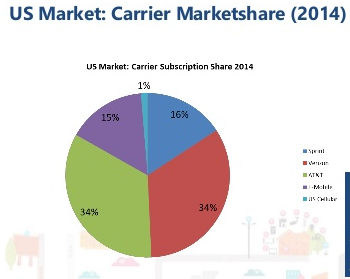 US Market: Carrier Marketshare (2014)
US Market: Carrier Subscription Share 2014
1%
16%
15%
34%
34%
Sprint
Verizon
AT&T
T-Mobile
US Cellular